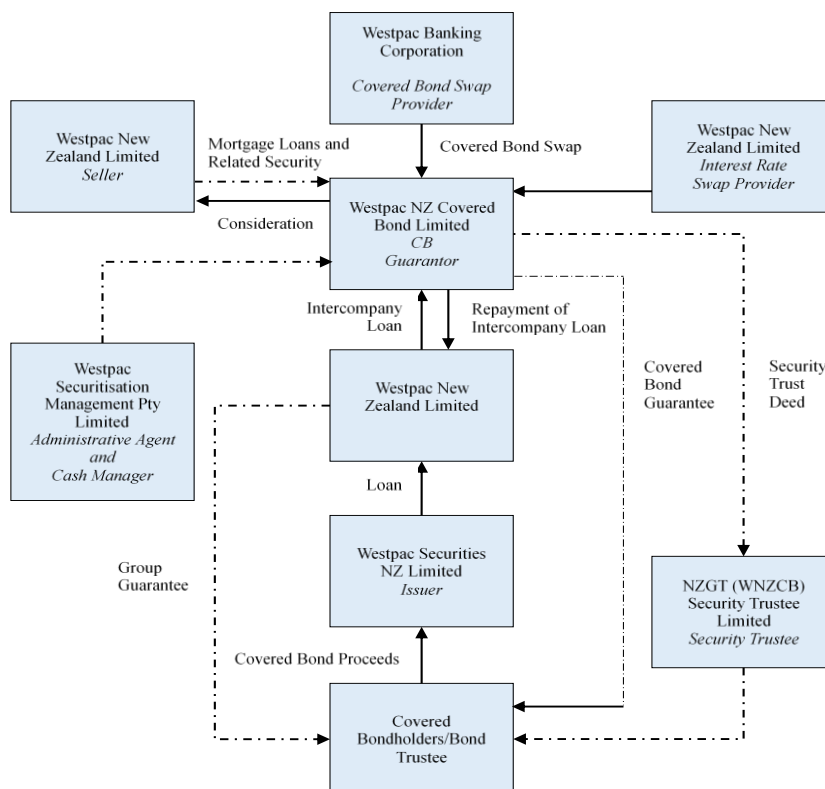 Westpac Banking
Corporation
Covered Bond Swap
Provider
Westpac New
Zealand Limited
Seller
Mortgage Loans and
Related Security
Covered Bond Swap
Westpac New
Zealand Limited
Interest Rate
Swap Provider
Consideration
Westpac NZ Covered
Bond Limited
CB
Guarantor
Intercompany
Loan
Repayment of
Intercompany Loan
Westpac
Securitisation
Management Pty
Limited
Administrative Agent
and
Cash Manager
Westpac New
Zealand Limited
Covered
Bond
Guarantee
Security
Trust
Deed
Loan
Group
Guarantee
Westpac Securities
NZ Limited
Issuer
NZGT (WNZCB)
Security Trustee
Limited
Security Trustee
Covered Bond Proceeds
Covered
Bondholders/Bond
Trustee